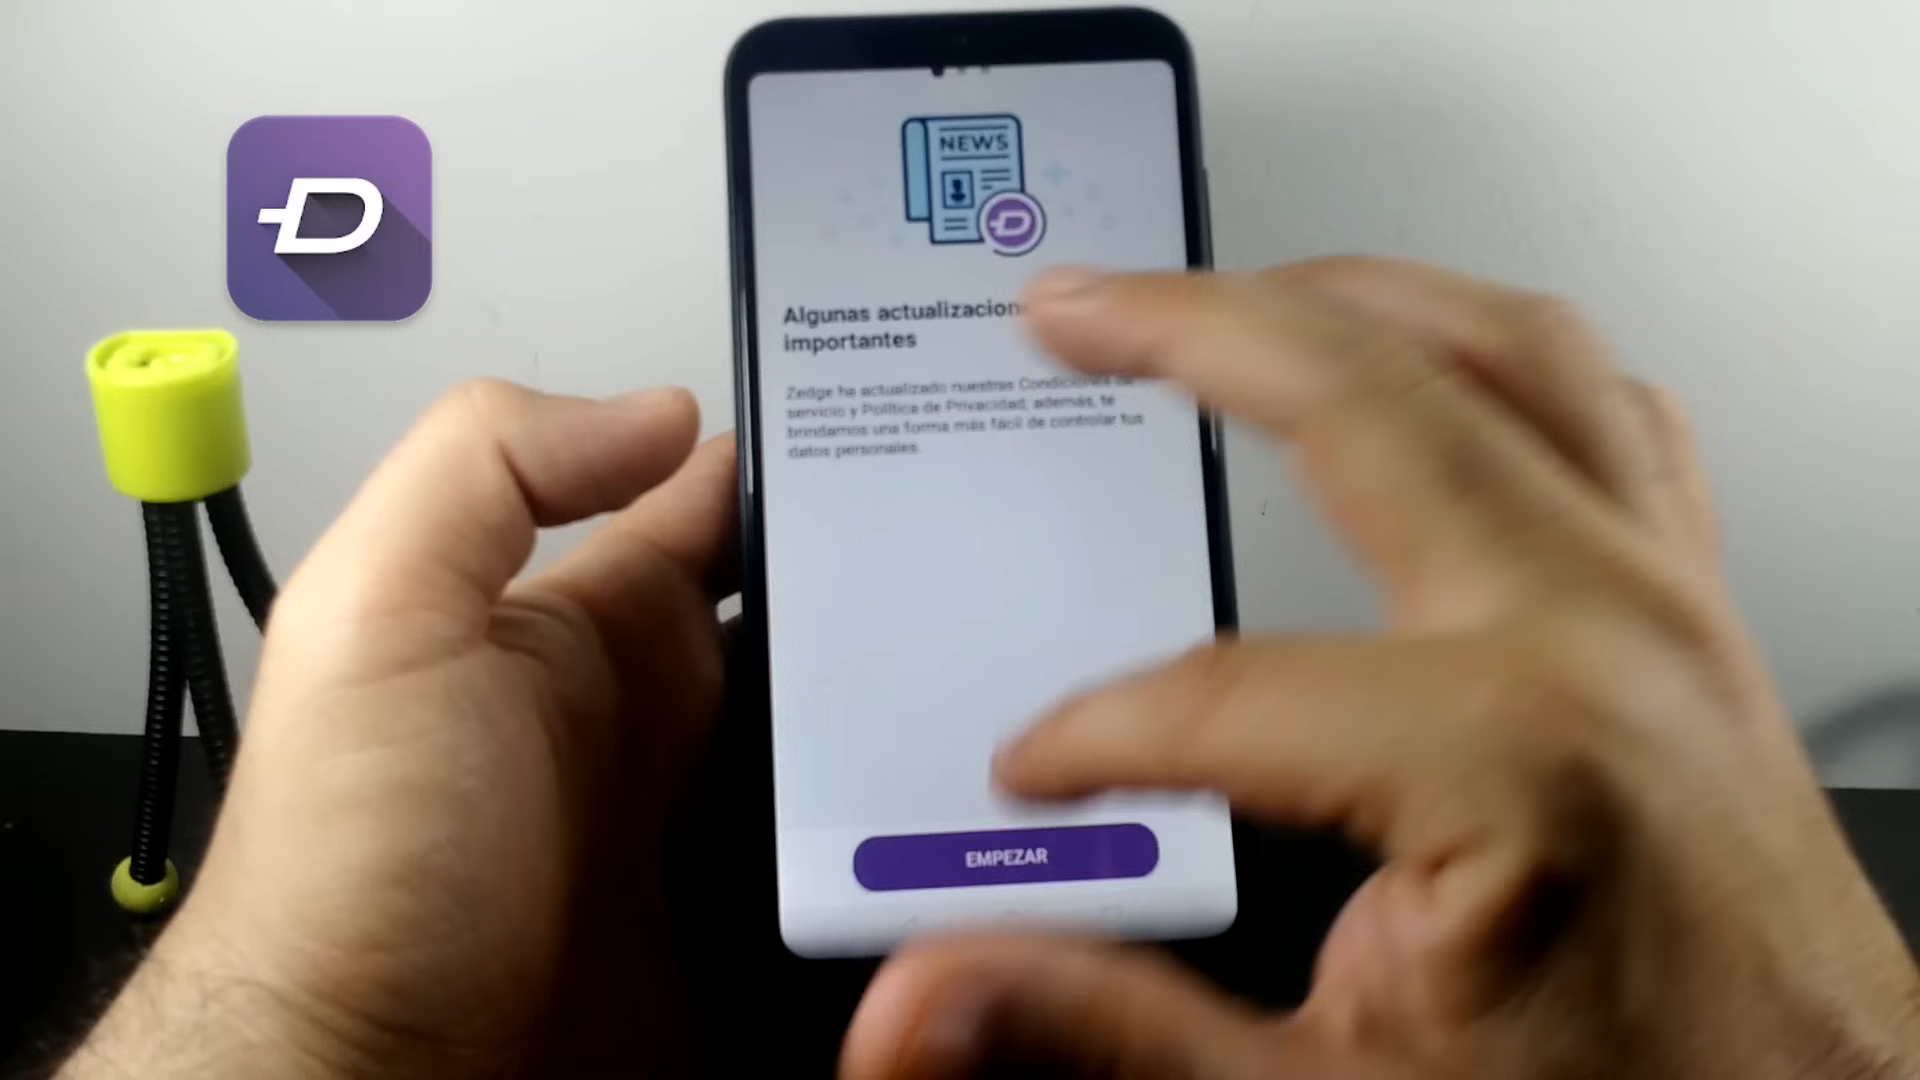 NEWS
Algunas actualizacion
importantes
Zedge ha actualizado nuestras Condiciones de
servicio y Política de Privacidad, además, te
brindamos una forma más fácil de controlar tus
datos personales.
EMPEZAR